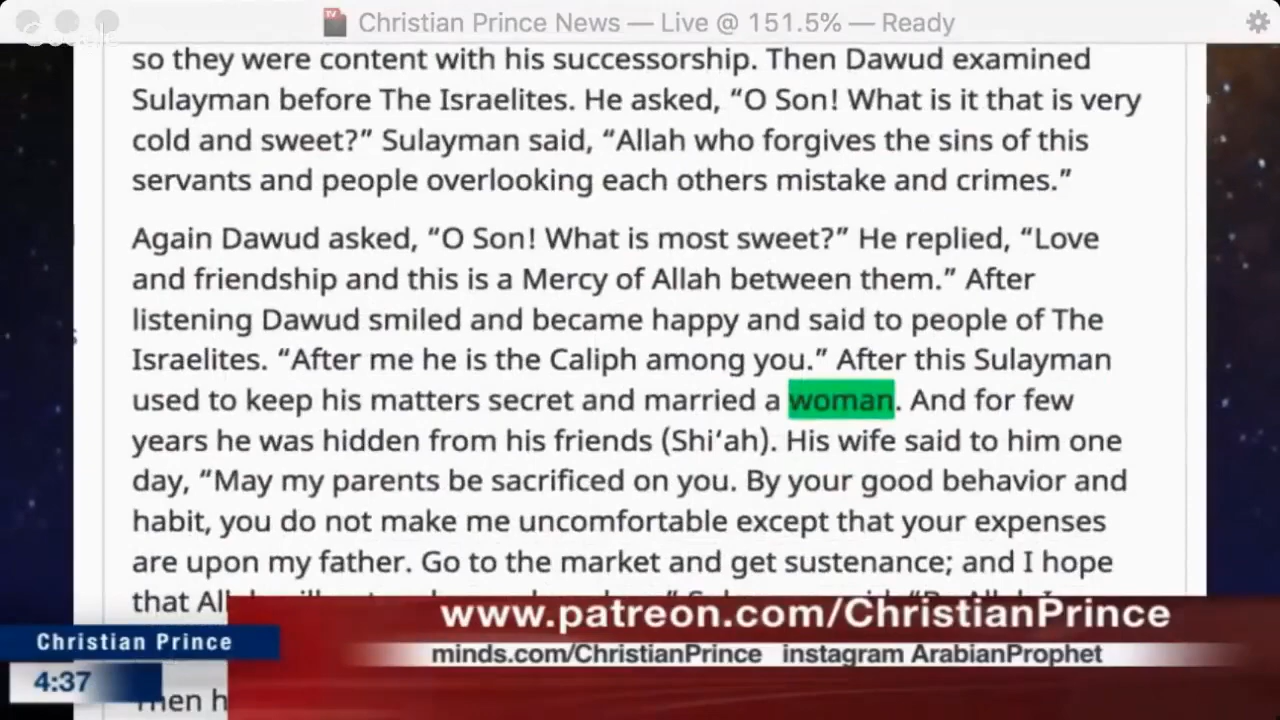 Christian Prince News — Live @ 151.5% — Ready
so they were content with his successorship. Then Dawud examined
Sulayman before The Israelites. He asked, “O Son! What is it that is very
cold and sweet?” Sulayman said, “Allah who forgives the sins of this
servants and people overlooking each others mistake and crimes.”
Again Dawud asked, “O Son! What is most sweet?” He replied, “Love
and friendship and this is a Mercy of Allah between them.” After
listening Dawud smiled and became happy and said to people of The
Israelites. “After me he is the Caliph among you.” After this Sulayman
used to keep his matters secret and married a woman. And for few
years he was hidden from his friends (Shi‘ah). His wife said to him one
day, “May my parents be sacrificed on you. By your good behavior and
habit, you do not make me uncomfortable except that your expenses
are upon my father. Go to the market and get sustenance; and I hope
that
www.patreon.com/ChristianPrince
Christian Prince
minds.com/ChristianPrince instagram ArabianProphet
4:37